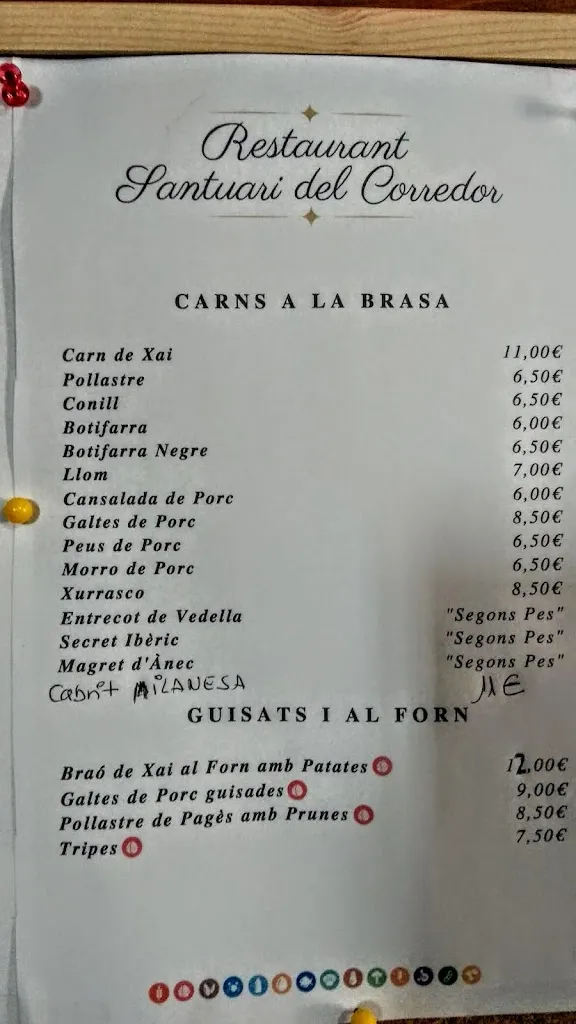 Restaurant
Santuari del Corredor
CARNS A LA BRASA
Carn de Xai 11,00€
Pollastre 6,50€
Conill 6,50€
Botifarra 6,00€
Botifarra Negre 6,50€
Llom 7,00€
Cansalada de Porc 6,00€
Galtes de Porc 8,50€
Peus de Porc 6,50€
Morro de Porc 6,50€
Xurrasco 8,50€
Entrecot de Vedella "Segons Pes"
Secret Ibèric "Segons Pes"
Magret d'Ànec "Segons Pes"
Cabrit MILANESA 11€
GUISATS I AL FORN
Braó de Xai al Forn amb Patates 12,00€
Galtes de Porc guisades 9,00€
Pollastre de Pagès amb Prunes 8,50€
Tripes 7,50€